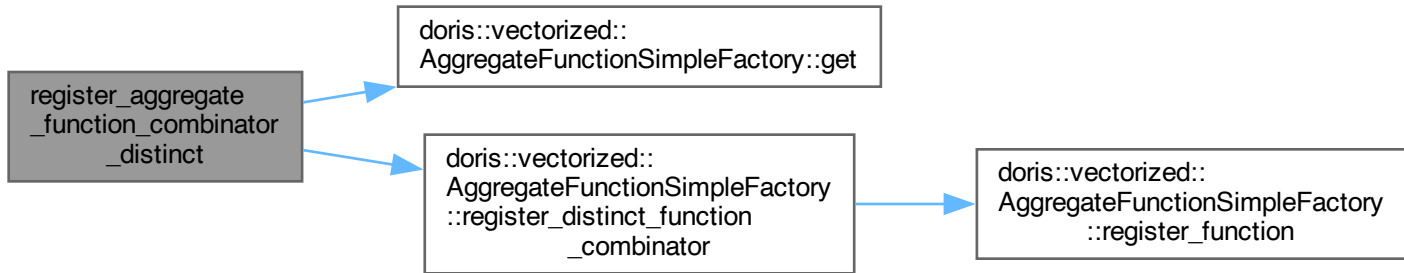 register_aggregate
_function_combinator
_distinct
doris::vectorized::
AggregateFunctionSimpleFactory::get
doris::vectorized::
AggregateFunctionSimpleFactory
::register_distinct_function
_combinator
doris::vectorized::
AggregateFunctionSimpleFactory
::register_function